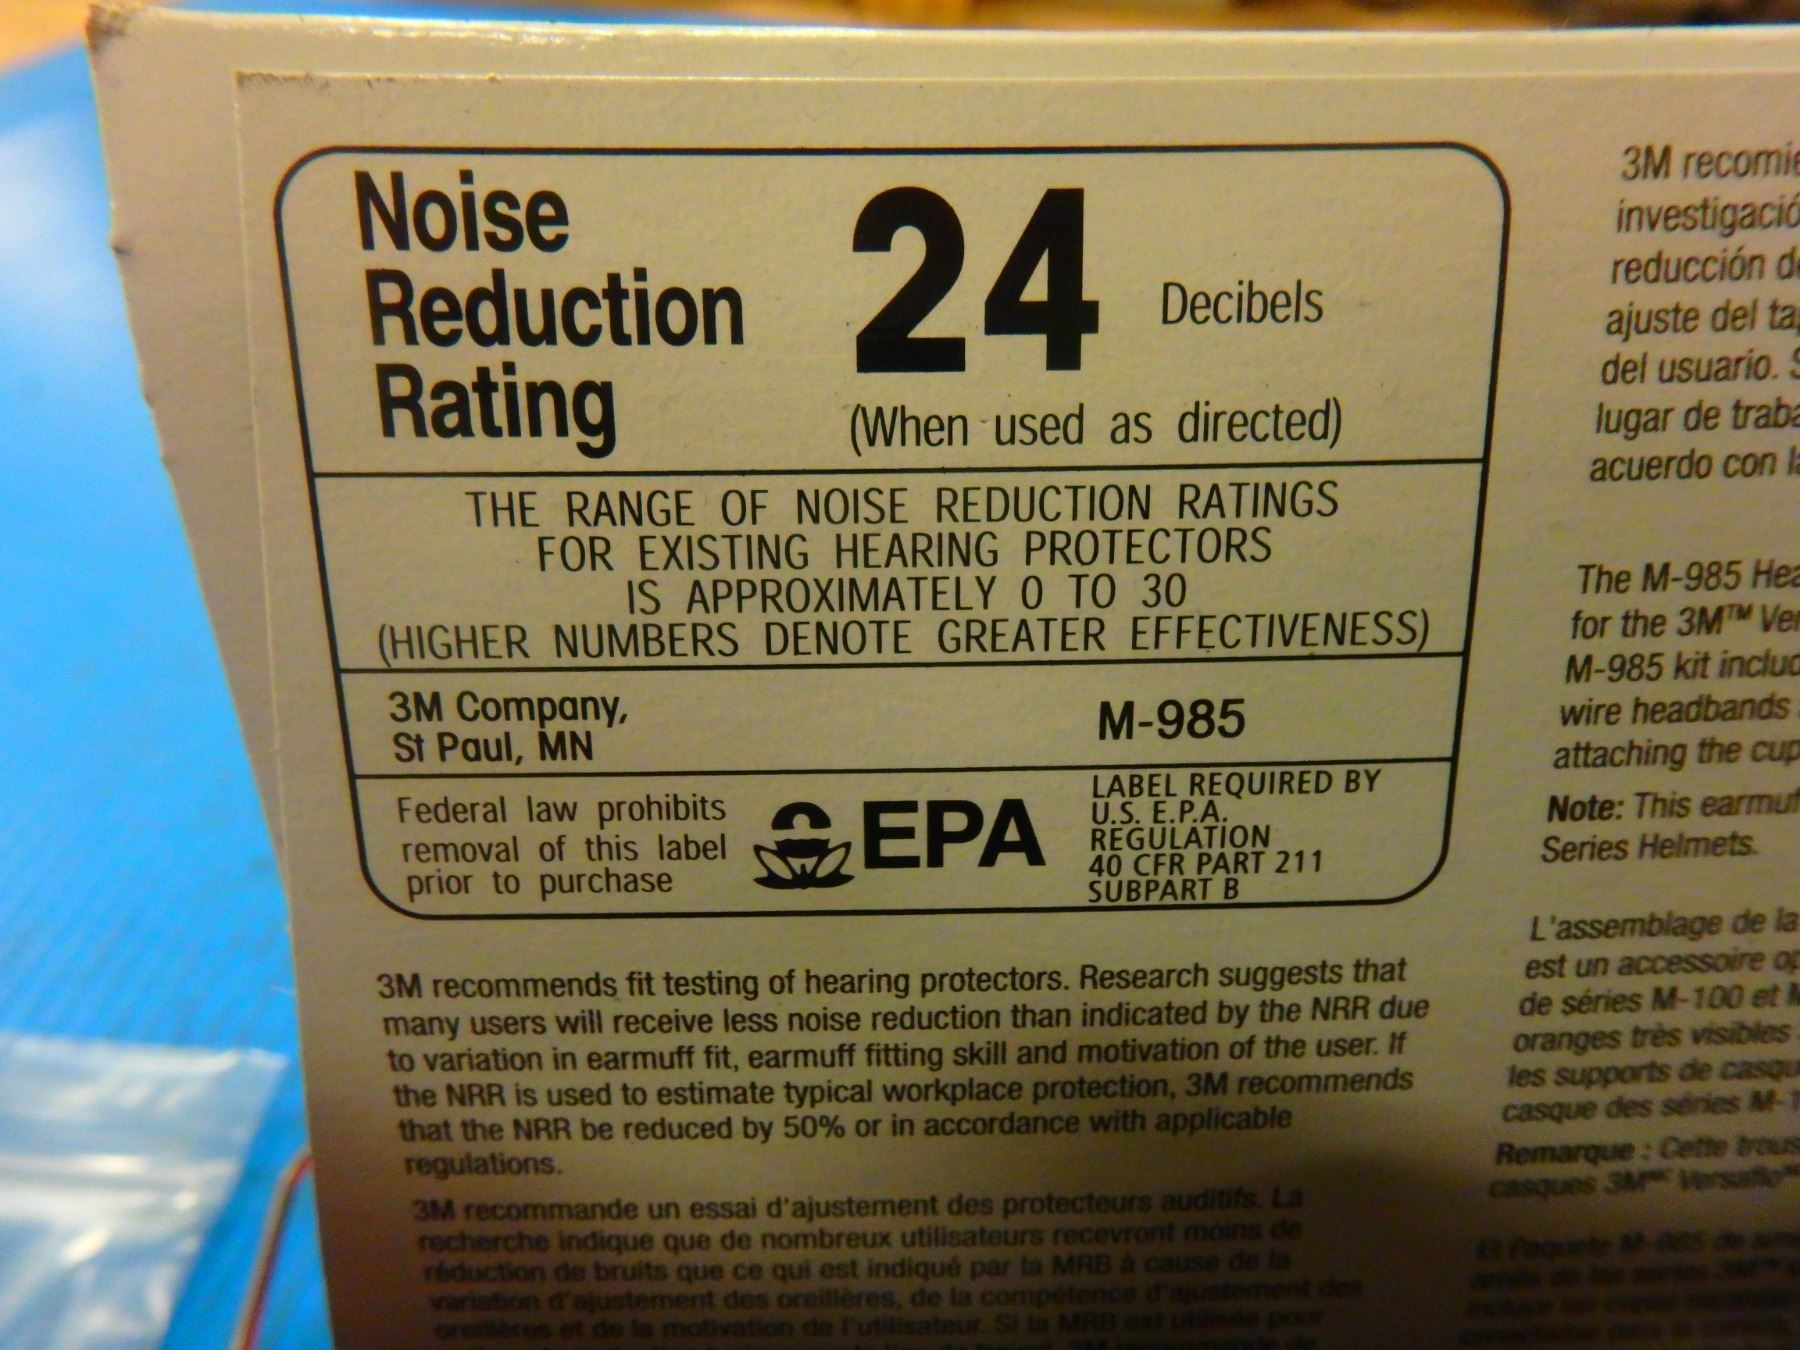 Noise
Reduction
Rating
24
Decibels
(When used as directed)
THE RANGE OF NOISE REDUCTION RATINGS
FOR EXISTING HEARING PROTECTORS
IS APPROXIMATELY 0 TO 30
(HIGHER NUMBERS DENOTE GREATER EFFECTIVENESS)
3M Company,
St Paul, MN
M-985
Federal law prohibits
removal of this label
prior to purchase
EPA
LABEL REQUIRED BY
U.S. E.P.A.
REGULATION
40 CFR PART 211
SUBPART B
3M recommends fit testing of hearing protectors. Research suggests that
many users will receive less noise reduction than indicated by the NRR due
to variation in earmuff fit, earmuff fitting skill and motivation of the user. If
the NRR is used to estimate typical workplace protection, 3M recommends
that the NRR be reduced by 50% or in accordance with applicable
regulations.
3M recommande un essai d'ajustement des protecteurs auditifs. La
recherche indique que de nombreux utilisateurs recevront moins de
réduction de bruits que ce qui est indiqué par la MRB à cause de la
variation d'ajustement des oreillères, de la compétence d'ajustement des
oreillères et de la motivation de l'utilisateur. Si la MRB est utilisée pour
3M
investigació
reducción
ajuste del
del usuario.
lugar de
acuerdo con
The M-985
for the 3M™
M-985 kit
wire headbands
attaching the
Note: This
Series Helmets.
L'assemblage de la
est un accessoire
de séries M-100 et
oranges très visibles
les supports de
casque des séries
Remarque : Cette
casques 3M™ Versaflo™